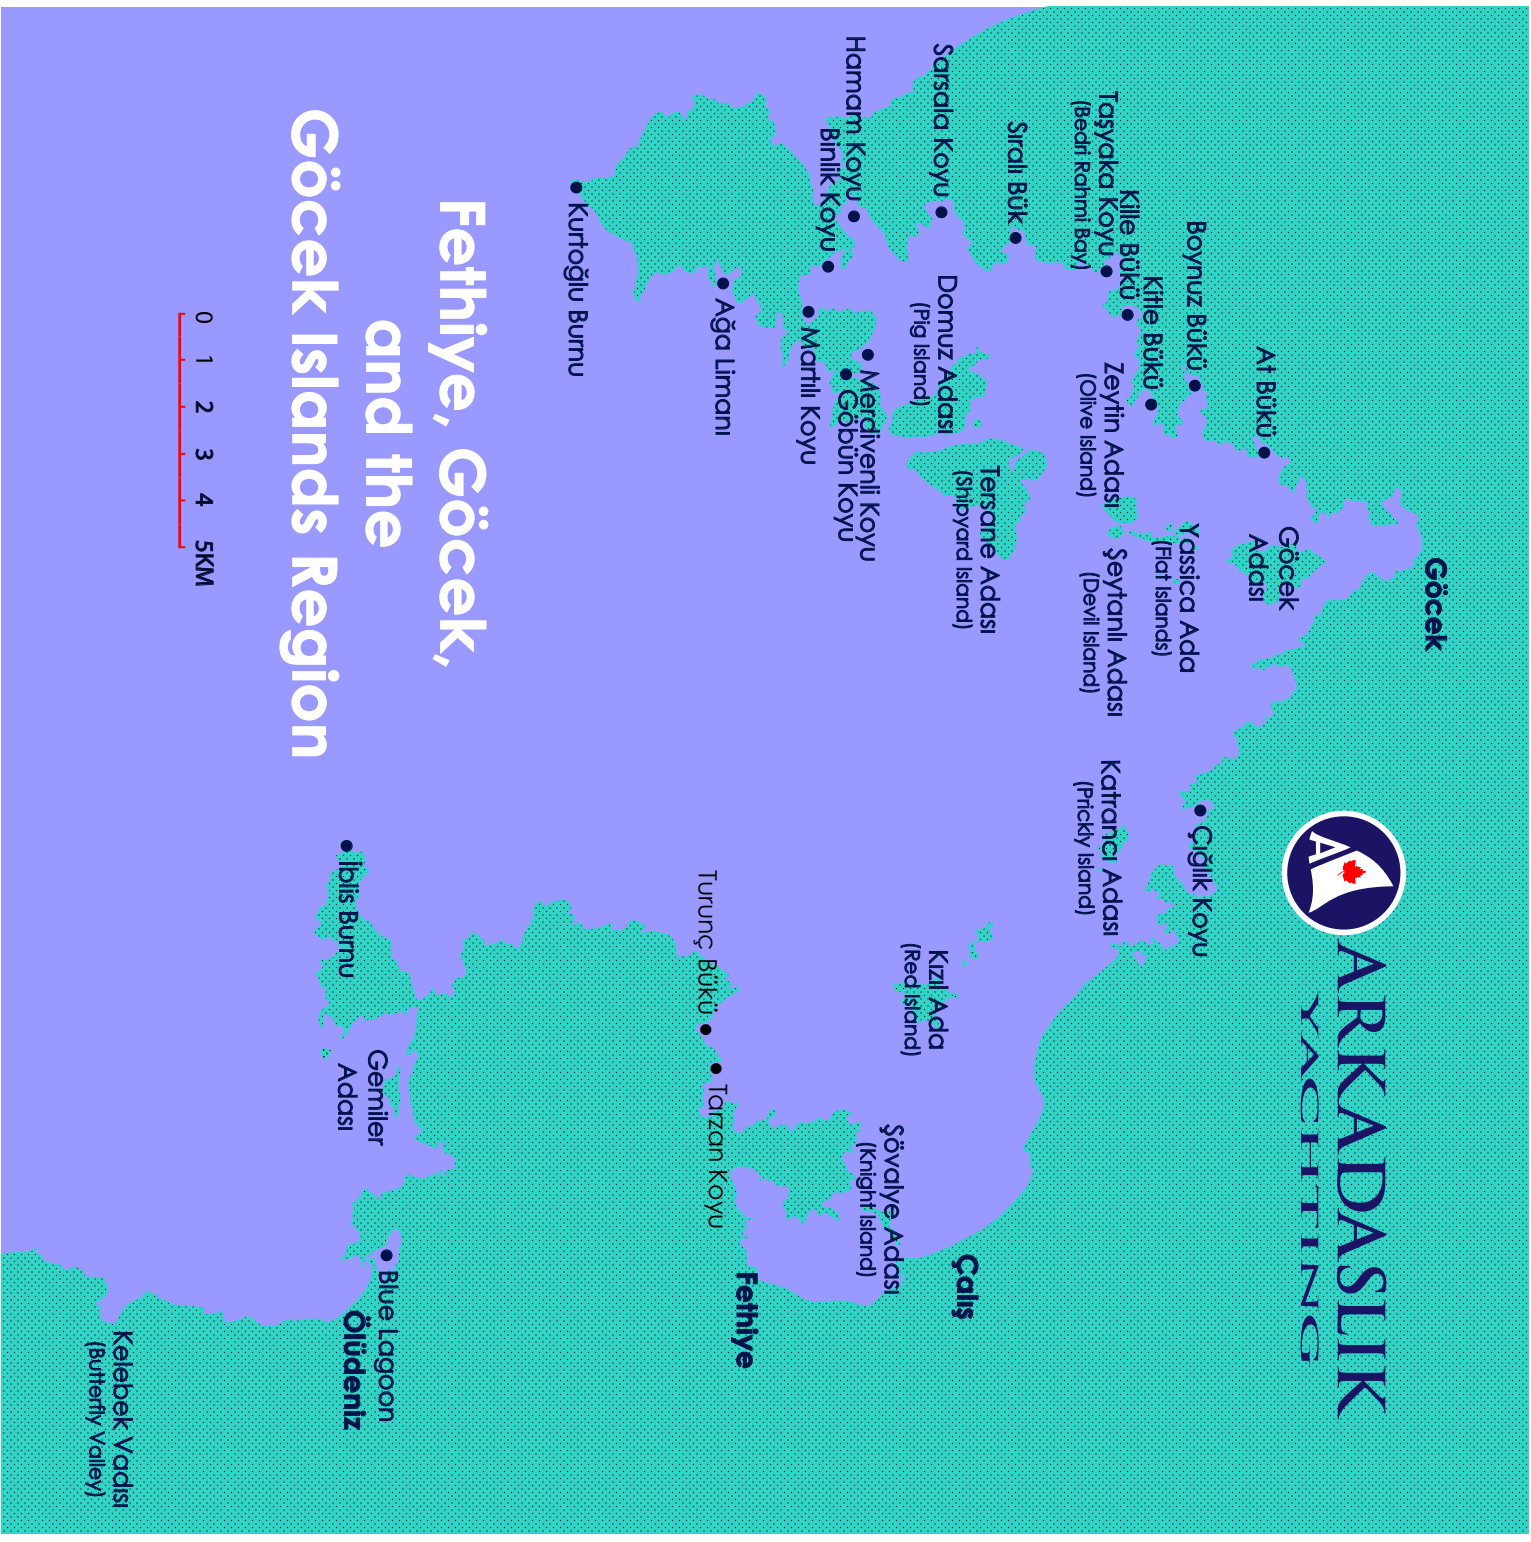 Göcek
ARKADASLIK
YACHTING
At Bükü
Göcek
Adası
Boynuz Bükü
Yassica Ada
(Flat Islands)
Çığlık Koyu
Kitle Bükü
Kille Bükü
Taşyaka Koyu
(Bedri Rahmi Bay)
Zeytin Adası
(Olive Island)
Şeytanlı Adası
(Devil Island)
Katrancı Adası
(Prickly Island)
Sıralı Bük
Tersane Adası
(Shipyard Island)
Sarsala Koyu
Domuz Adası
(Pig Island)
Kızıl Ada
(Red Island)
Çalış
Hamam Koyu
Binlik Koyu
Merdivenli Koyu
Göbün Koyu
Martılı Koyu
Şövalye Adası
(Knight Island)
Ağa Limanı
Turunç Bükü
Tarzan Koyu
Fethiye
Kurtoğlu Burnu
Fethiye, Göcek,
and the
Göcek Islands Region
İblis Burnu
Gemiler
Adası
Blue Lagoon
Ölüdeniz
0 1 2 3 4 5KM
Kelebek Vadısı
(Butterfly Valley)
A